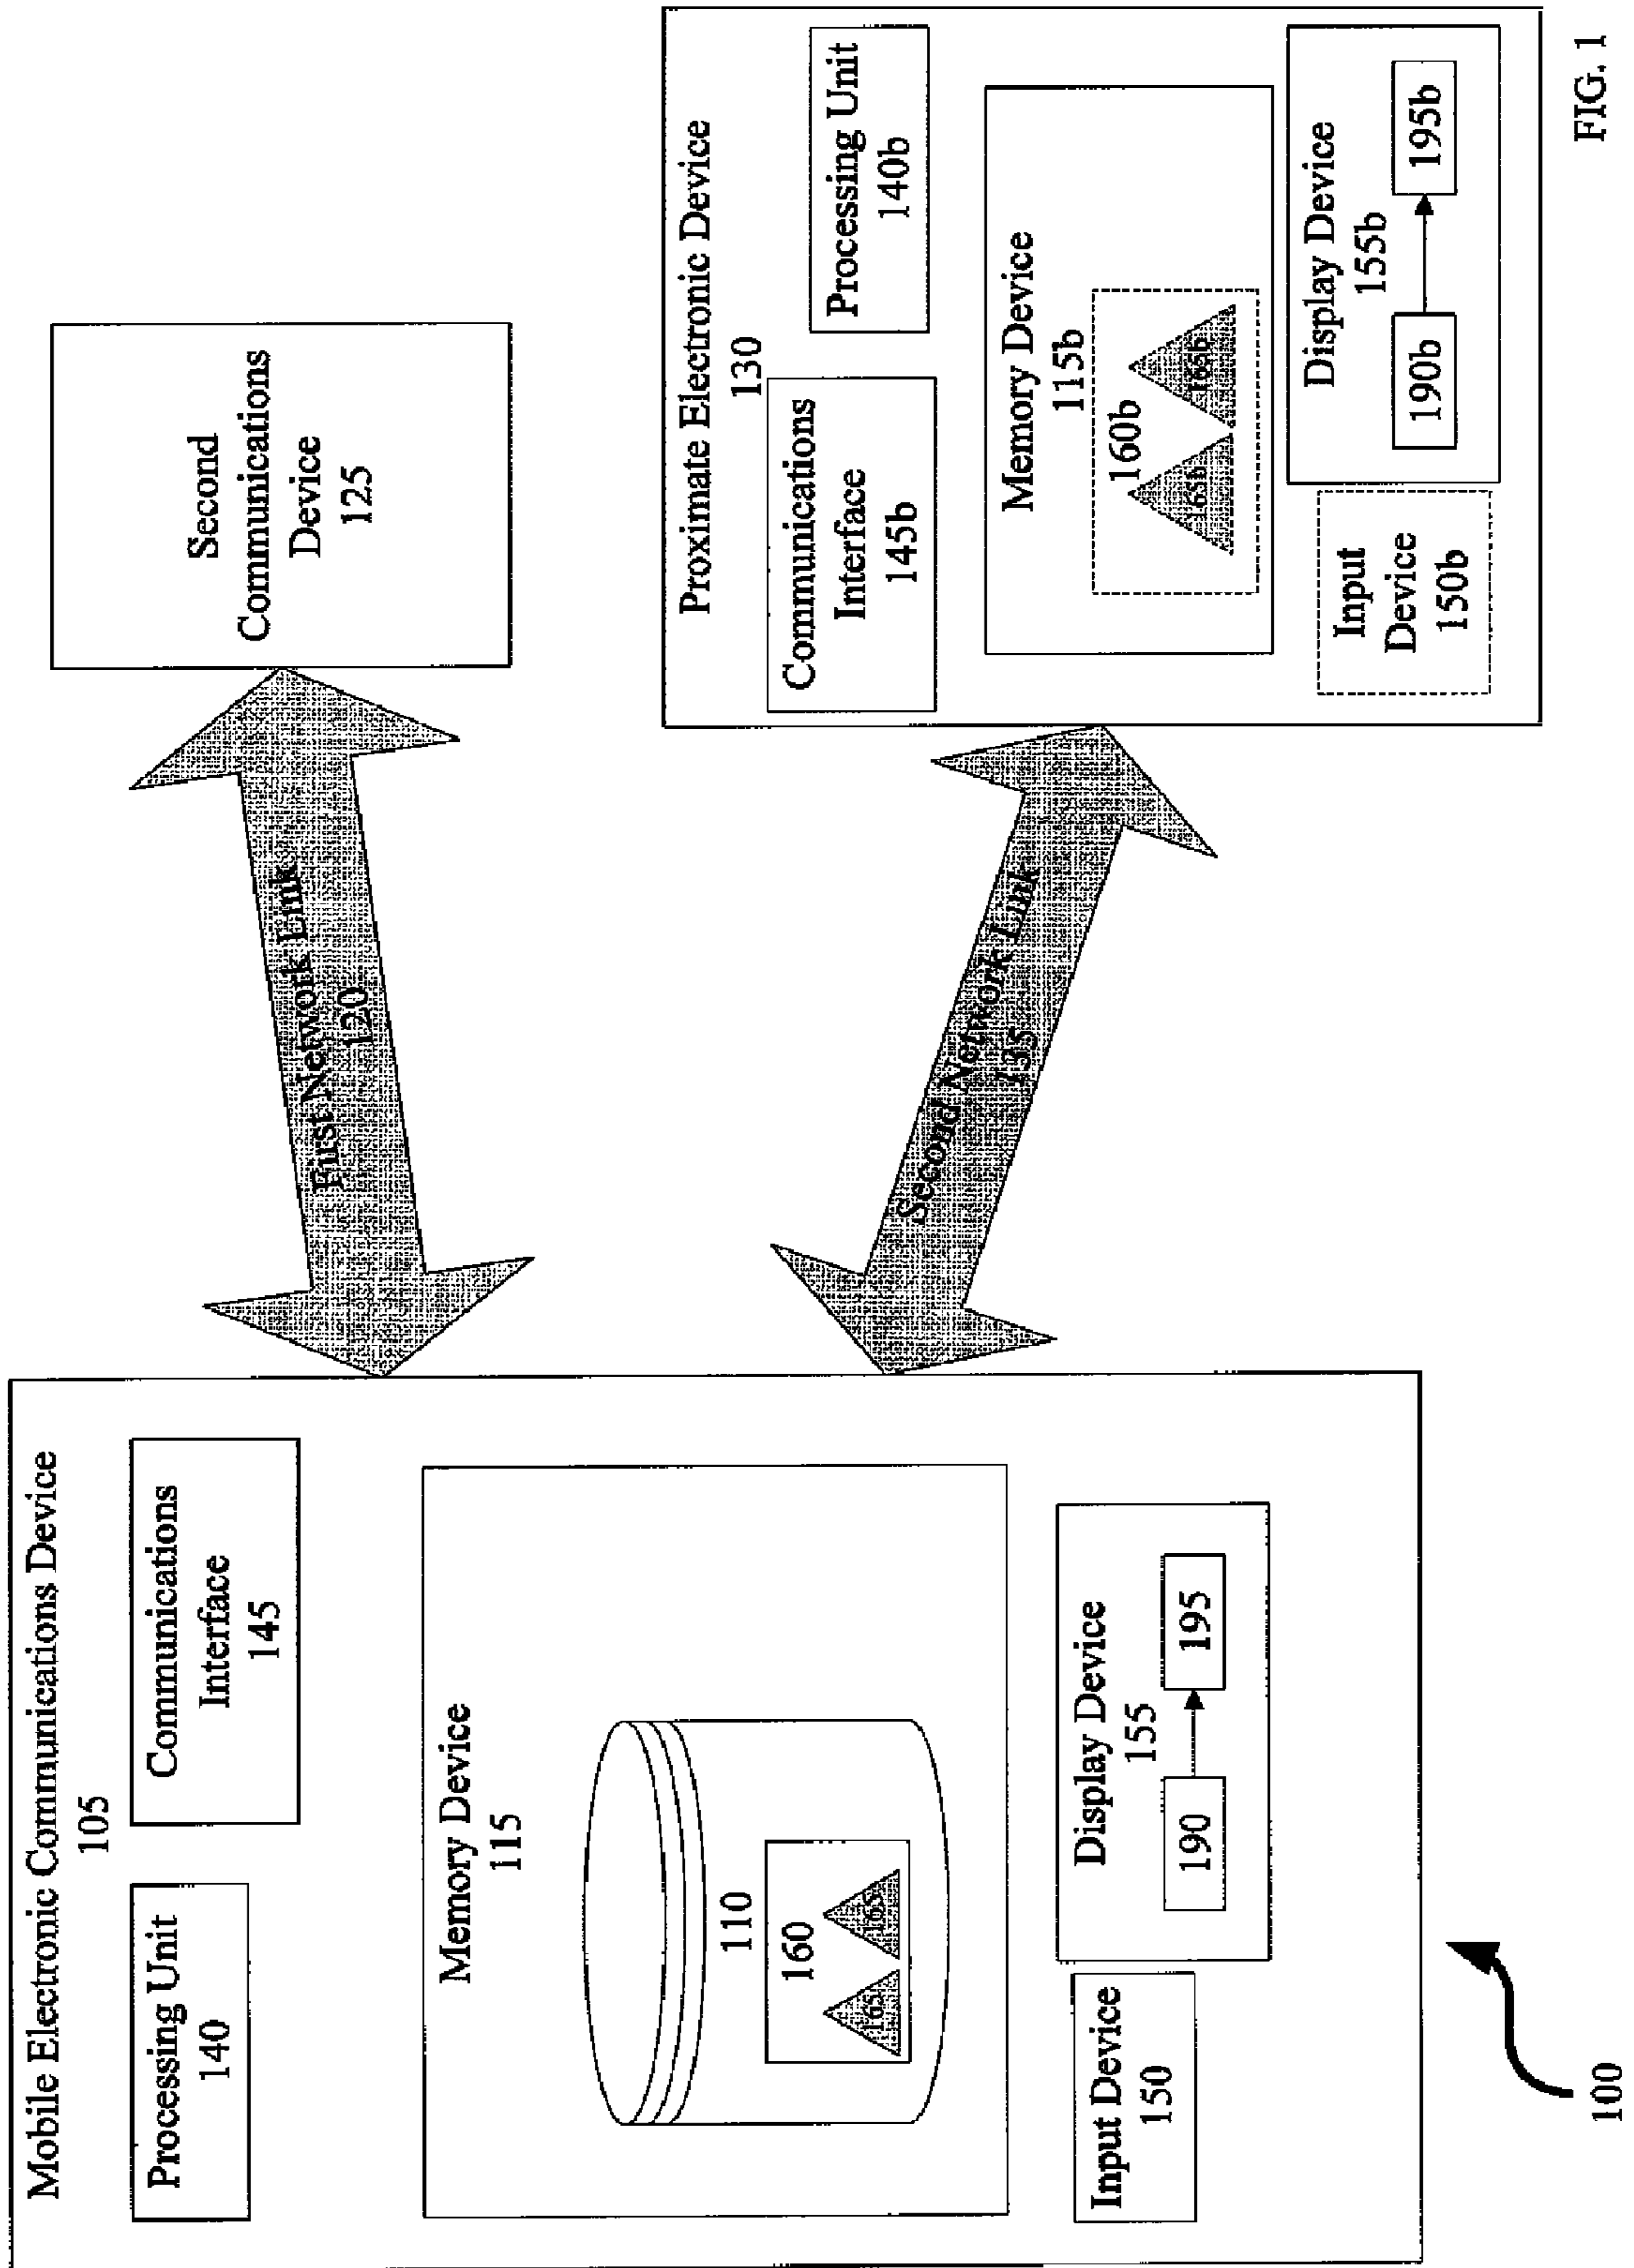 Mobile Electronic Communications Device
105
Processing Unit
140
Communications
Interface
145
Memory Device
115
110
160
165
165
Input Device
150
Display Device
155
190
195
First Network Link
120
Second Network Link
135
Second
Communications
Device
125
Proximate Electronic Device
130
Communications
Interface
145b
Processing Unit
140b
Memory Device
115b
160b
165b
165b
Input
Device
150b
Display Device
155b
190b
195b
100
FIG. 1